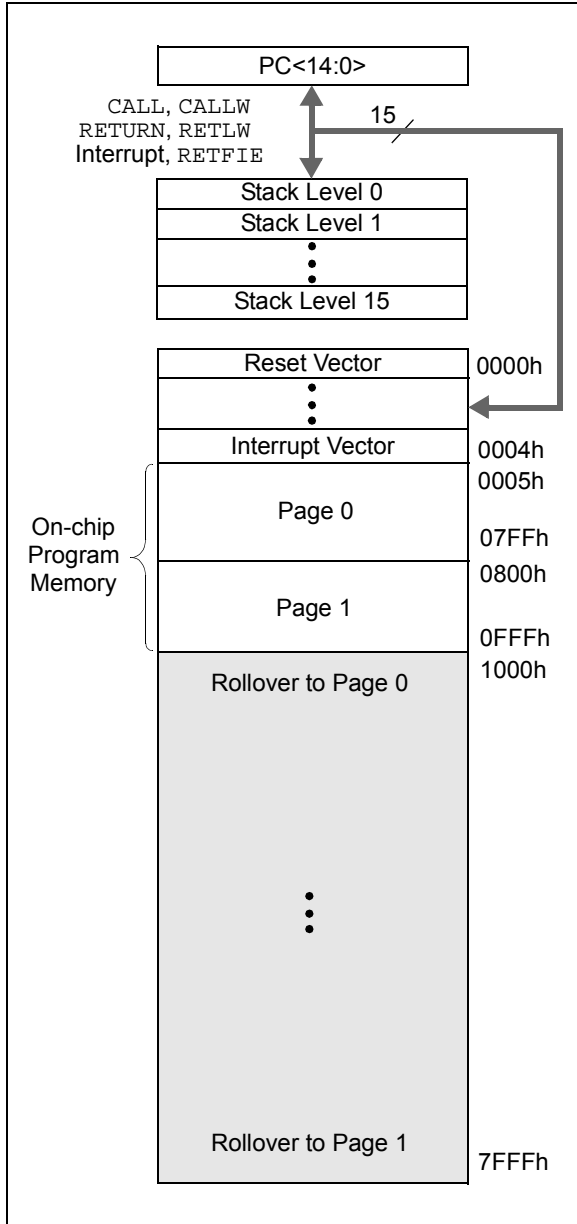 PC<14:0>
CALL, CALLW
RETURN, RETLW
Interrupt, RETFIE
15
Stack Level 0
Stack Level 1
Stack Level 15
Reset Vector
0000h
Interrupt Vector
0004h
0005h
On-chip
Program
Memory
Page 0
07FFh
0800h
Page 1
0FFFh
1000h
Rollover to Page 0
Rollover to Page 1
7FFFh